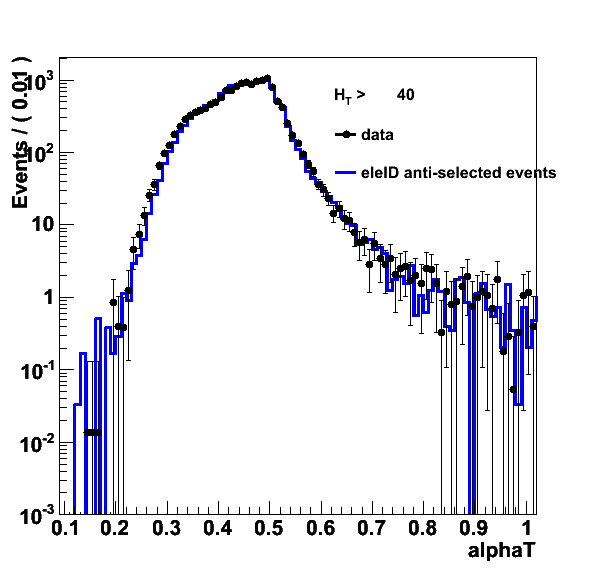 Events / ( 0.01 )
10^3
10^2
10
1
10^-1
10^-2
10^-3
H_T > 40
data
eleID anti-selected events
0.1 0.2 0.3 0.4 0.5 0.6 0.7 0.8 0.9 1
alphaT